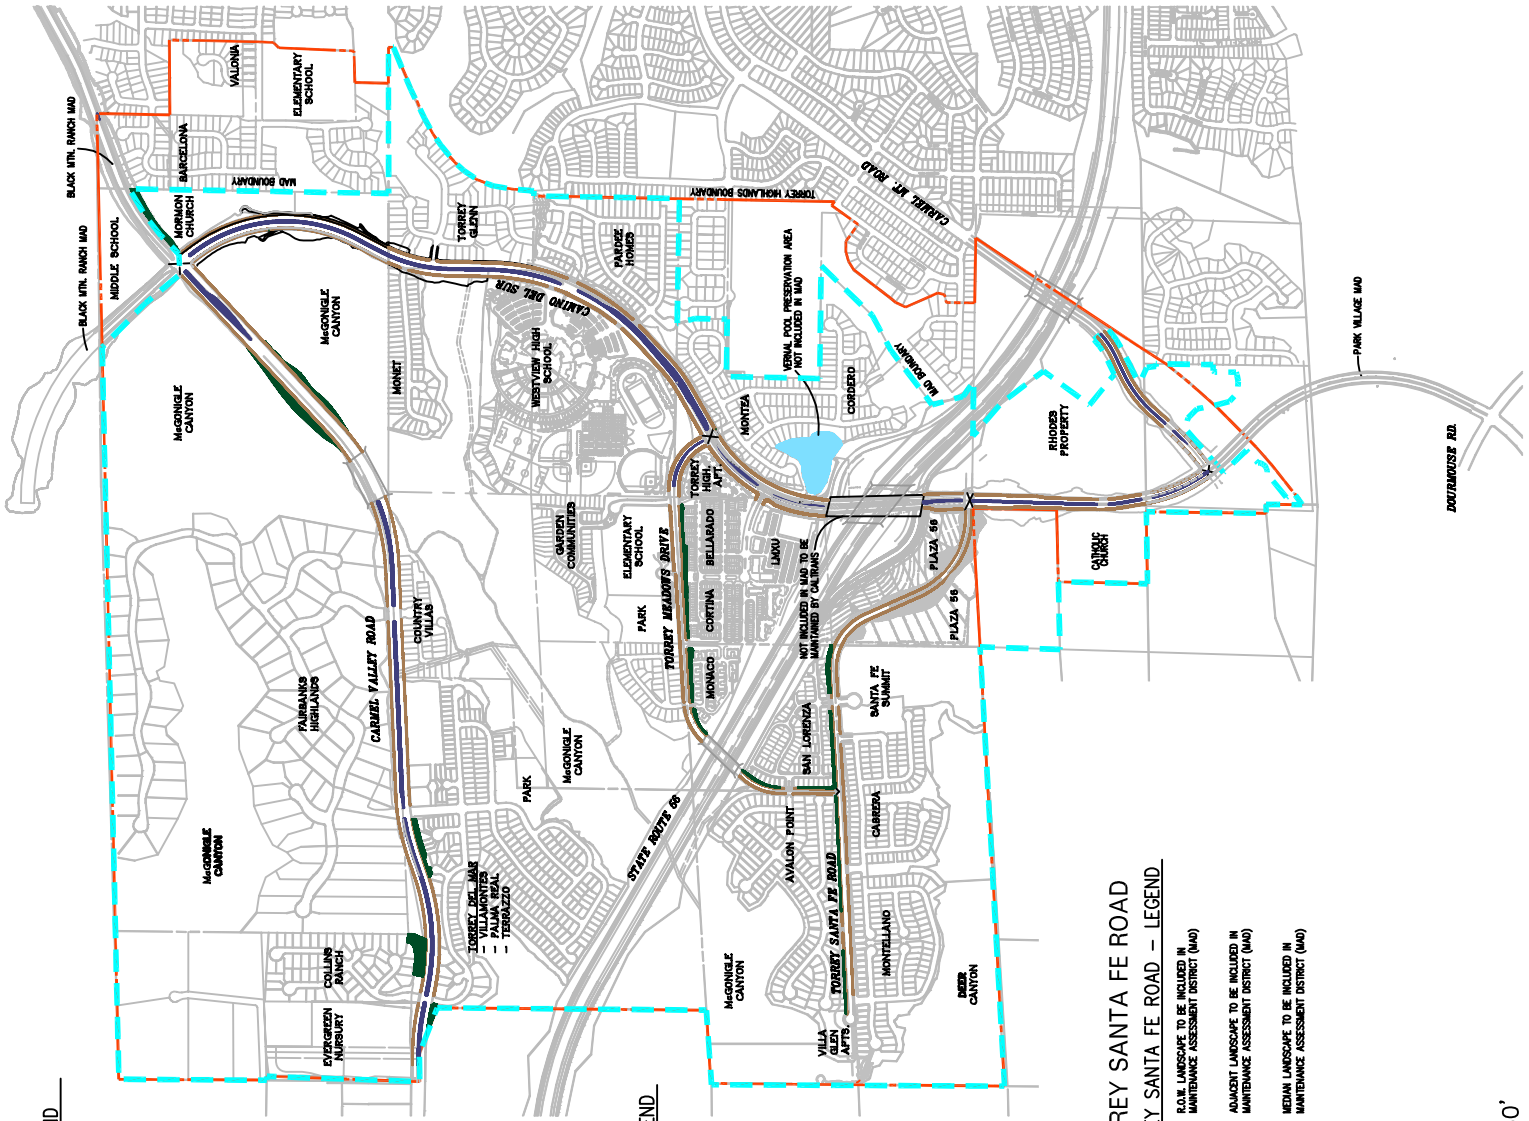 BLACK MTN. RANCH MAD
BLACK MTN. RANCH MAD
MIDDLE SCHOOL
MORMON
CHURCH
BARCELONA
VALONIA
ELEMENTARY
SCHOOL
MAD BOUNDARY
McGONIGLE
CANYON
McGONIGLE
CANYON
MONET
TORREY
GLENN
CAMINO DEL SUR
WESTVIEW HIGH
SCHOOL
PARDEE
HOMES
TORREY HIGHLANDS BOUNDARY
CARMEL MT. ROAD
VERNAL POOL PRESERVATION AREA
NOT INCLUDED IN MAD
MAD BOUNDARY
CORDERO
MONTEA
TORREY
HIGH.
APT.
RHODES
PROPERTY
PARK VILLAGE MAD
DOURMOUSE RD.
GARDEN
COMMUNITIES
ELEMENTARY
SCHOOL
PARK
TORREY MEADOWS DRIVE
BELLARADO
CORTINA
MONACO
LMXU
NOT INCLUDED IN MAD TO BE
MAINTAINED BY CALTRANS
PLAZA 56
PLAZA 56
CATHOLIC
CHURCH
COUNTRY
VILLAS
CARMEL VALLEY ROAD
FAIRBANKS
HIGHLANDS
McGONIGLE
CANYON
McGONIGLE
CANYON
PARK
STATE ROUTE 56
SAN LORENZA
SANTA FE
SUMMIT
AVALON POINT
CABRERA
TORREY SANTA FE ROAD
MONTELLANO
TORREY DEL MAR
- VILLAMONTES
- PALMA REAL
- TERRAZZO
COLLINS
RANCH
EVERGREEN
NURSURY
McGONIGLE
CANYON
DEER
CANYON
VILLA
GLEN
APTS.
REY SANTA FE ROAD
EY SANTA FE ROAD - LEGEND
R.O.W. LANDSCAPE TO BE INCLUDED IN
MAINTENANCE ASSESSMENT DISTRICT (MAD)
ADJACENT LANDSCAPE TO BE INCLUDED IN
MAINTENANCE ASSESSMENT DISTRICT (MAD)
MEDIAN LANDSCAPE TO BE INCLUDED IN
MAINTENANCE ASSESSMENT DISTRICT (MAD)
ND
END
0'